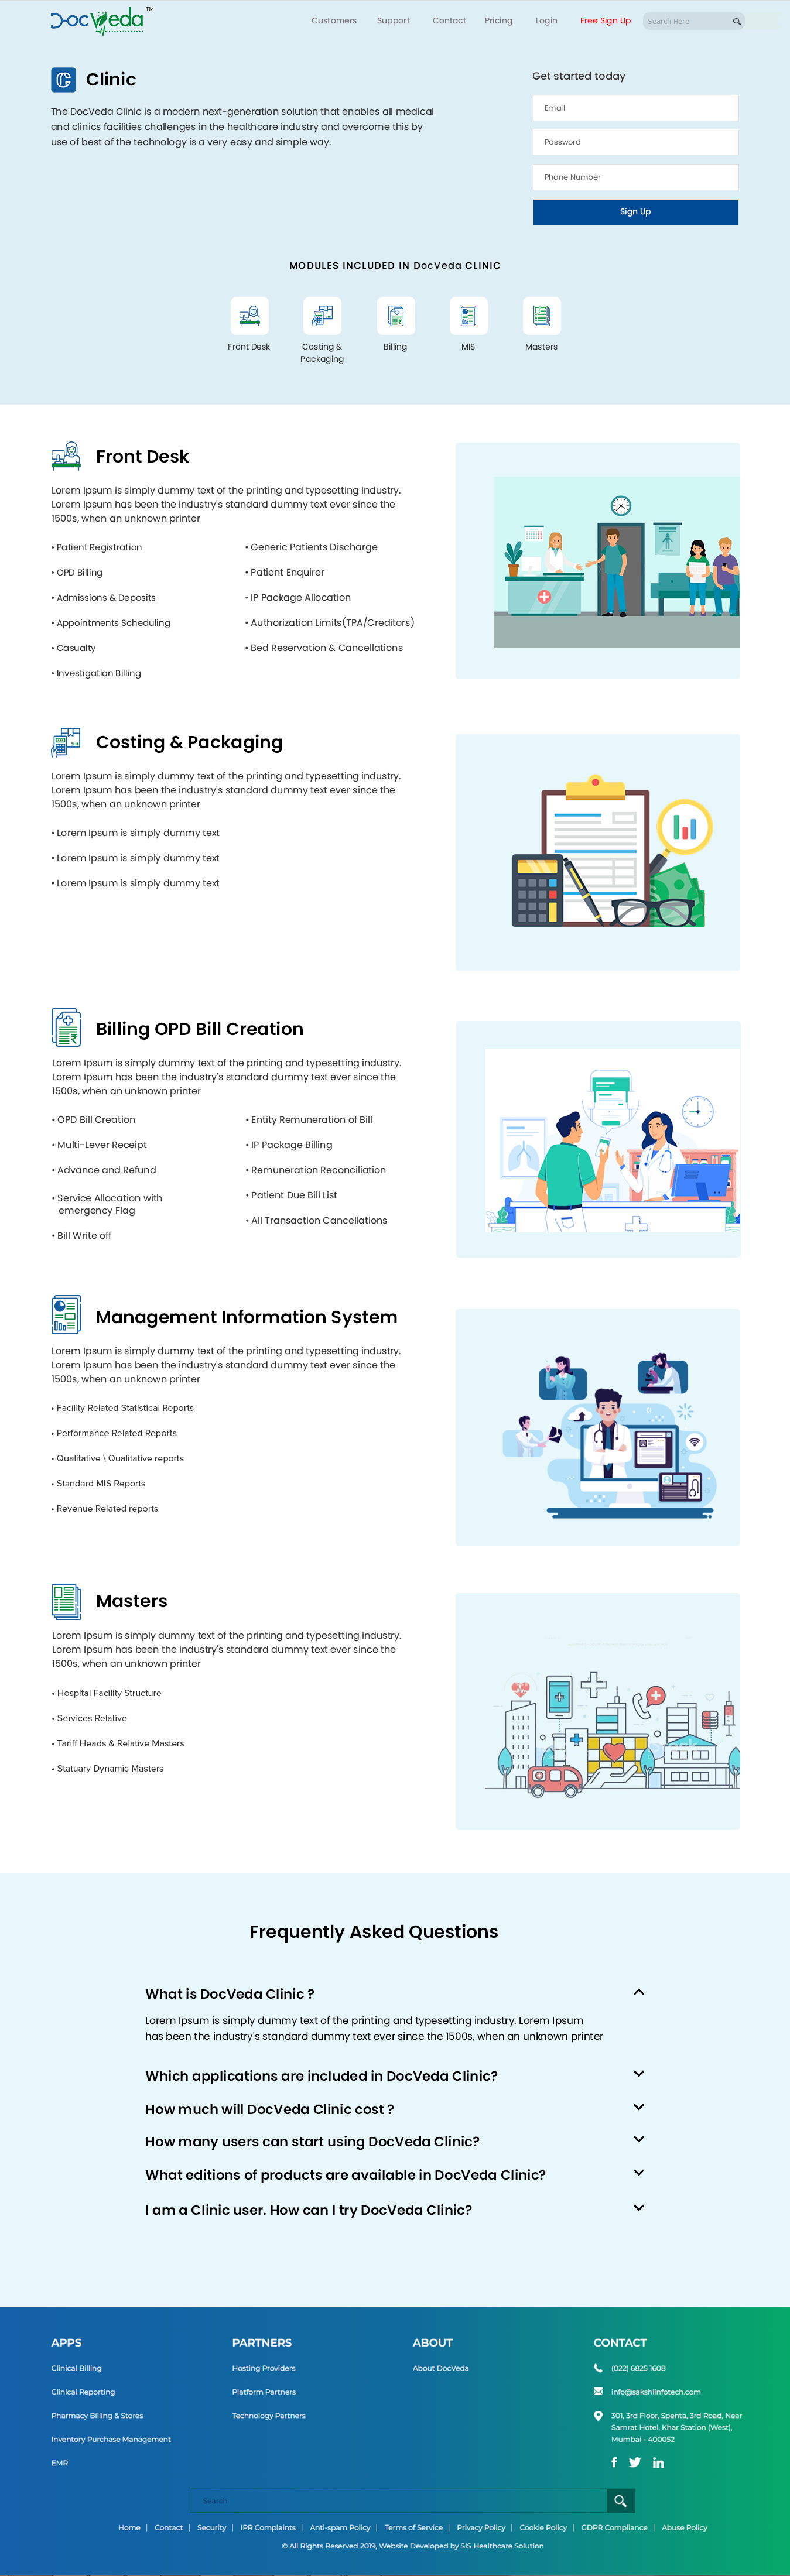 DocVeda™
Customers Support Contact Pricing Login Free Sign Up Search Here
Clinic
The DocVeda Clinic is a modern next-generation solution that enables all medical
and clinics facilities challenges in the healthcare industry and overcome this by
use of best of the technology is a very easy and simple way.
Get started today
Email
Password
Phone Number
Sign Up
MODULES INCLUDED IN DocVeda CLINIC
Front Desk
Costing &
Packaging
Billing
MIS
Masters
Front Desk
Lorem Ipsum is simply dummy text of the printing and typesetting industry.
Lorem Ipsum has been the industry's standard dummy text ever since the
1500s, when an unknown printer
• Patient Registration
• OPD Billing
• Admissions & Deposits
• Appointments Scheduling
• Casualty
• Investigation Billing
• Generic Patients Discharge
• Patient Enquirer
• IP Package Allocation
• Authorization Limits(TPA/Creditors)
• Bed Reservation & Cancellations
Costing & Packaging
Lorem Ipsum is simply dummy text of the printing and typesetting industry.
Lorem Ipsum has been the industry's standard dummy text ever since the
1500s, when an unknown printer
• Lorem Ipsum is simply dummy text
• Lorem Ipsum is simply dummy text
• Lorem Ipsum is simply dummy text
Billing OPD Bill Creation
Lorem Ipsum is simply dummy text of the printing and typesetting industry.
Lorem Ipsum has been the industry's standard dummy text ever since the
1500s, when an unknown printer
• OPD Bill Creation
• Multi-Lever Receipt
• Advance and Refund
• Service Allocation with
emergency Flag
• Bill Write off
• Entity Remuneration of Bill
• IP Package Billing
• Remuneration Reconciliation
• Patient Due Bill List
• All Transaction Cancellations
Management Information System
Lorem Ipsum is simply dummy text of the printing and typesetting industry.
Lorem Ipsum has been the industry's standard dummy text ever since the
1500s, when an unknown printer
• Facility Related Statistical Reports
• Performance Related Reports
• Qualitative \ Qualitative reports
• Standard MIS Reports
• Revenue Related reports
Masters
Lorem Ipsum is simply dummy text of the printing and typesetting industry.
Lorem Ipsum has been the industry's standard dummy text ever since the
1500s, when an unknown printer
• Hospital Facility Structure
• Services Relative
• Tariff Heads & Relative Masters
• Statuary Dynamic Masters
Frequently Asked Questions
What is DocVeda Clinic ?
Lorem Ipsum is simply dummy text of the printing and typesetting industry. Lorem Ipsum
has been the industry's standard dummy text ever since the 1500s, when an unknown printer
Which applications are included in DocVeda Clinic?
How much will DocVeda Clinic cost ?
How many users can start using DocVeda Clinic?
What editions of products are available in DocVeda Clinic?
I am a Clinic user. How can I try DocVeda Clinic?
APPS
Clinical Billing
Clinical Reporting
Pharmacy Billing & Stores
Inventory Purchase Management
EMR
PARTNERS
Hosting Providers
Platform Partners
Technology Partners
ABOUT
About DocVeda
CONTACT
(022) 6825 1608
info@sakshiinfotech.com
301, 3rd Floor, Spenta, 3rd Road, Near
Samrat Hotel, Khar Station (West),
Mumbai - 400052
Search
Home | Contact | Security | IPR Complaints | Anti-spam Policy | Terms of Service | Privacy Policy | Cookie Policy | GDPR Compliance | Abuse Policy
© All Rights Reserved 2019, Website Developed by SIS Healthcare Solution